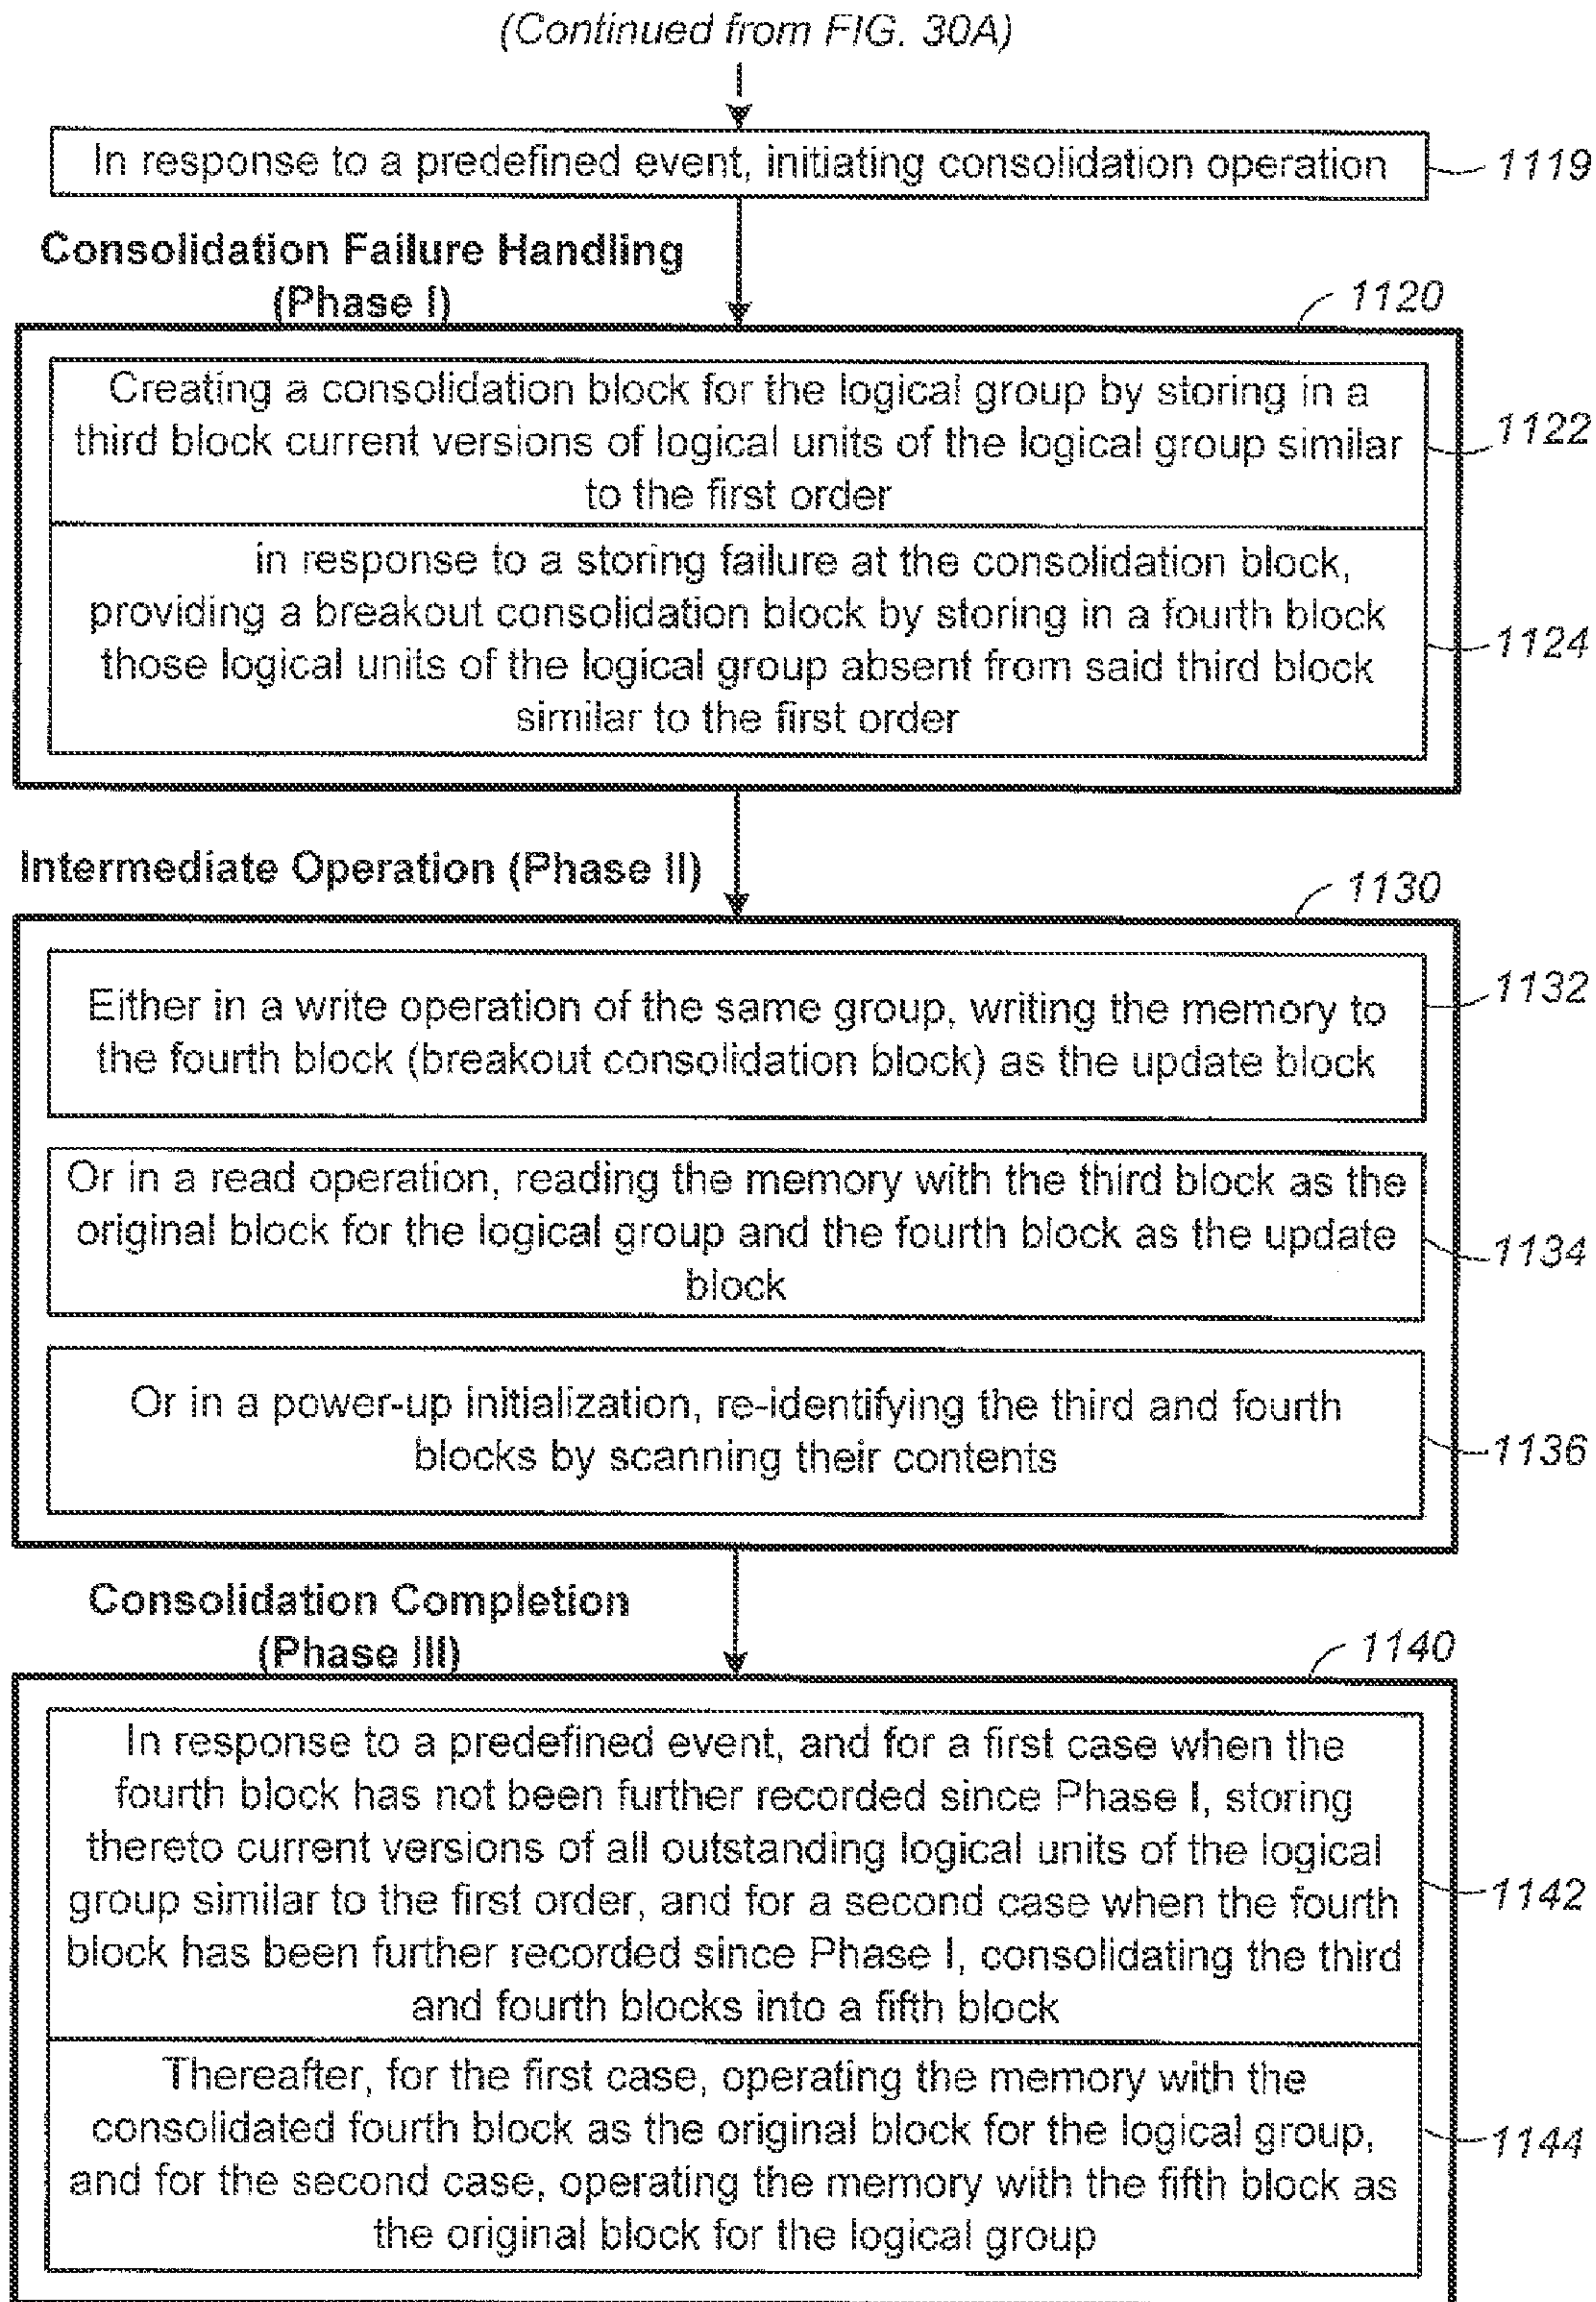 (Continued from FIG. 30A)
In response to a predefined event, initiating consolidation operation
1119
Consolidation Failure Handling
(Phase I)
1120
Creating a consolidation block for the logical group by storing in a
third block current versions of logical units of the logical group similar
to the first order
1122
in response to a storing failure at the consolidation block,
providing a breakout consolidation block by storing in a fourth block
those logical units of the logical group absent from said third block
similar to the first order
1124
Intermediate Operation (Phase II)
1130
Either in a write operation of the same group, writing the memory to
the fourth block (breakout consolidation block) as the update block
1132
Or in a read operation, reading the memory with the third block as the
original block for the logical group and the fourth block as the update
block
1134
Or in a power-up initialization, re-identifying the third and fourth
blocks by scanning their contents
1136
Consolidation Completion
(Phase III)
1140
In response to a predefined event, and for a first case when the
fourth block has not been further recorded since Phase I, storing
thereto current versions of all outstanding logical units of the logical
group similar to the first order, and for a second case when the fourth
block has been further recorded since Phase I, consolidating the third
and fourth blocks into a fifth block
1142
Thereafter, for the first case, operating the memory with the
consolidated fourth block as the original block for the logical group,
and for the second case, operating the memory with the fifth block as
the original block for the logical group
1144